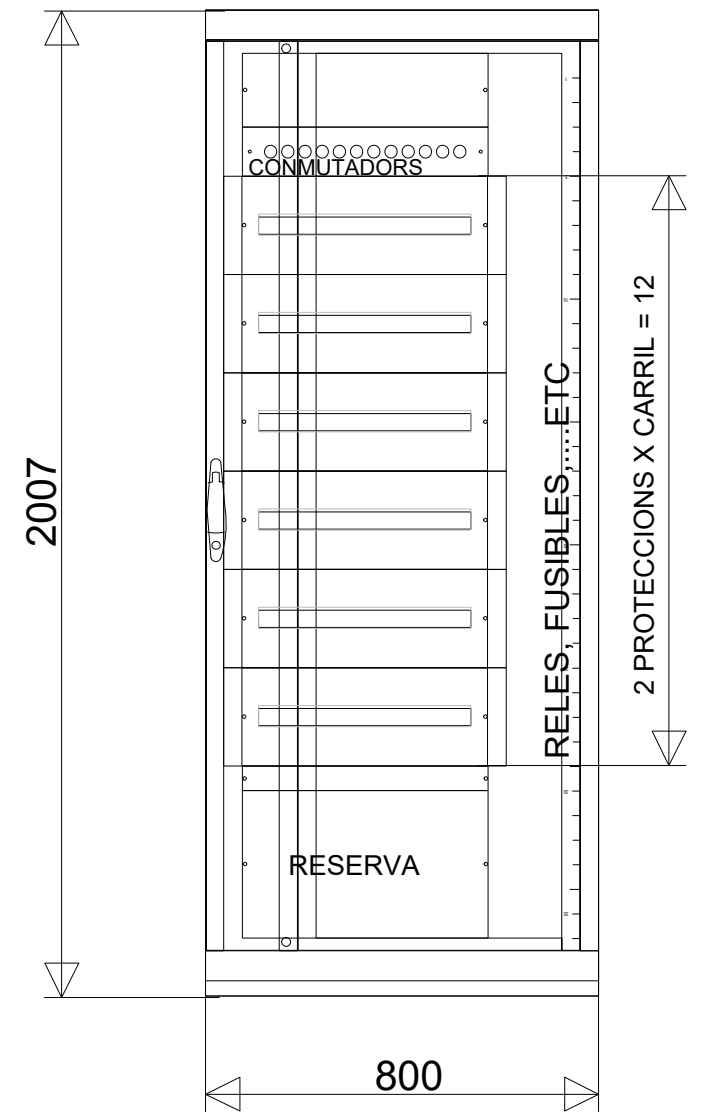 CONMUTADORS
2007
RELES, FUSIBLES,....ETC
2 PROTECCIONS X CARRIL = 12
RESERVA
800